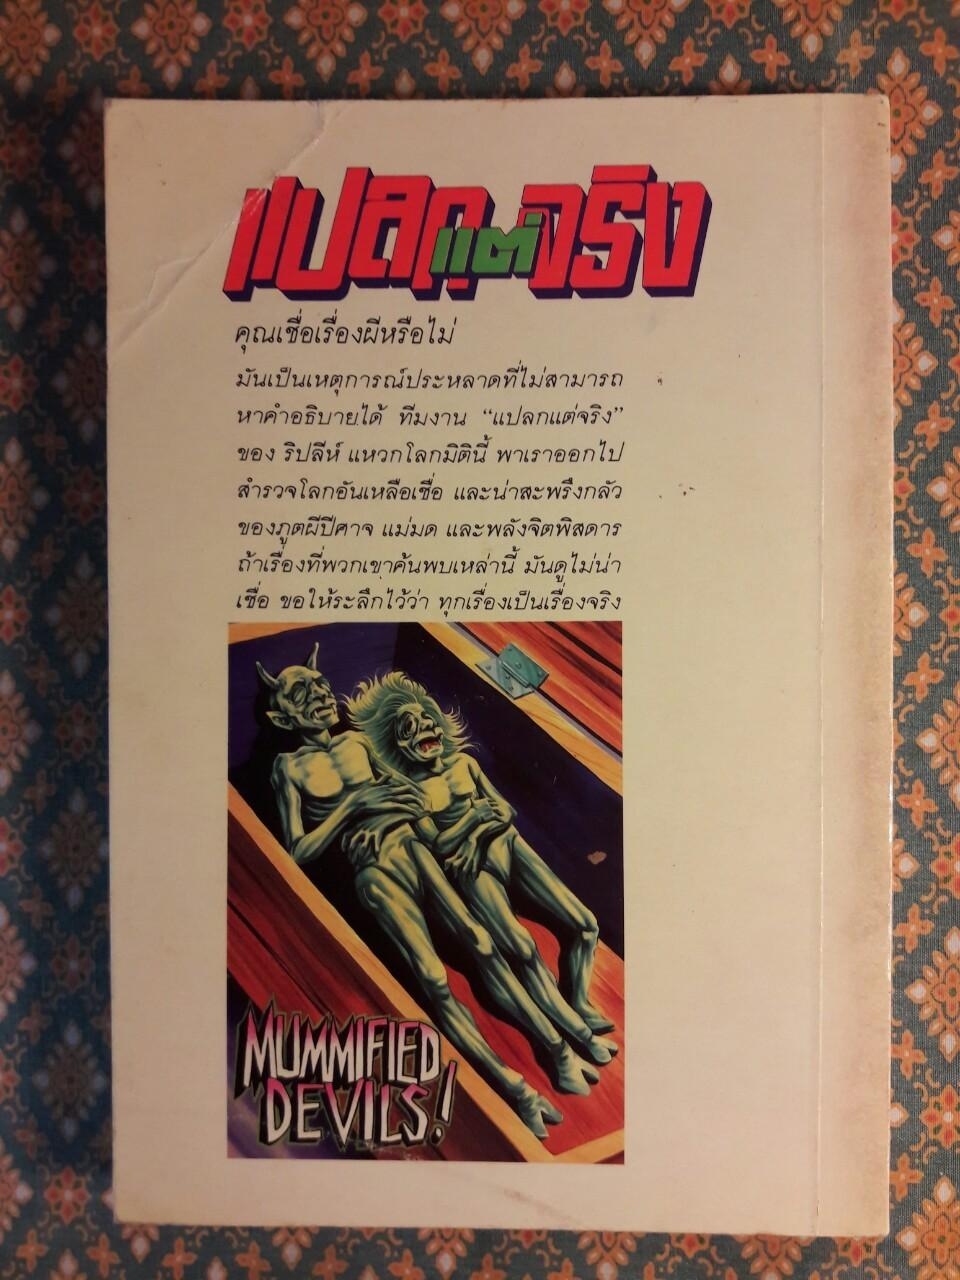 แปลกแต่จริง
คุณเชื่อเรื่องผีหรือไม่
มันเป็นเหตุการณ์ประหลาดที่ไม่สามารถ
หาคำอธิบายได้ ทีมงาน “แปลกแต่จริง”
ของ ริปลีห์ แหวกโลกมิตินี้ พาเราออกไป
สำรวจโลกอันเหลือเชื่อ และน่าสะพรึงกลัว
ของภูตผีปีศาจ แม่มด และพลังจิตพิสดาร
ถ้าเรื่องที่พวกเขาค้นพบเหล่านี้ มันดูไม่น่า
เชื่อ ขอให้ระลึกไว้ว่า ทุกเรื่องเป็นเรื่องจริง
MUMMIFIED
DEVILS!